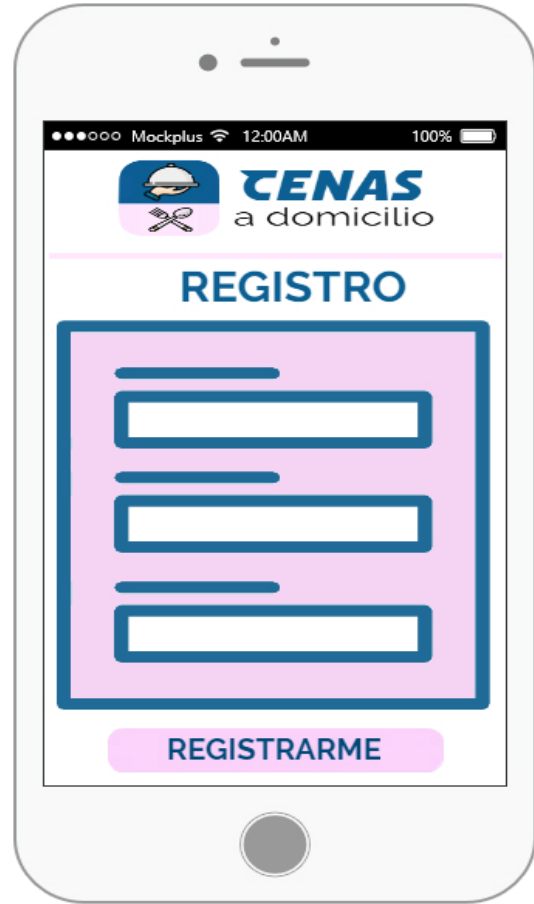 Mockplus 12:00AM 100%
CENAS
a domicilio
REGISTRO
REGISTRARME